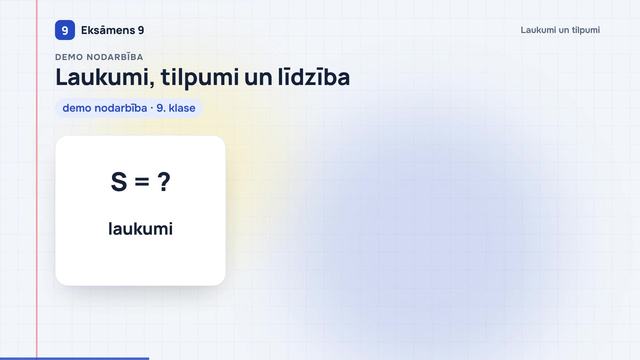 9 Eksāmens 9
Laukumi un tilpumi
DEMO NODARBĪBA
Laukumi, tilpumi un līdzība
demo nodarbība · 9. klase
S = ?
laukumi